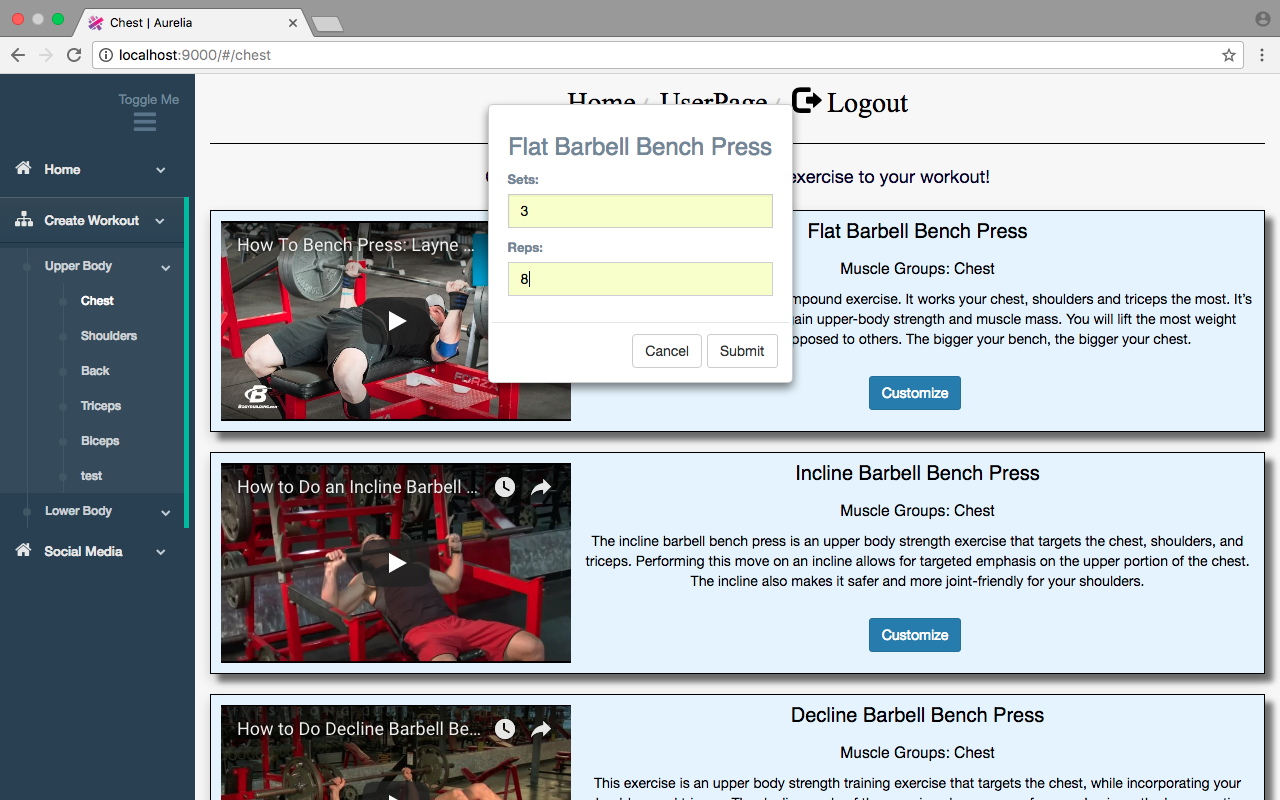 Chest | Aurelia
localhost:9000/#/chest
Toggle Me
Home
Create Workout
Upper Body
Chest
Shoulders
Back
Triceps
Biceps
test
Lower Body
Social Media
Home / UserPage / Logout
exercise to your workout!
Flat Barbell Bench Press
Sets:
3
Reps:
8
Cancel Submit
How To Bench Press: Layne ...
BODYBUILDING.com
FORZA
Flat Barbell Bench Press
Muscle Groups: Chest
mpound exercise. It works your chest, shoulders and triceps the most. It's
ain upper-body strength and muscle mass. You will lift the most weight
pposed to others. The bigger your bench, the bigger your chest.
Customize
How to Do an Incline Barbell ...
Incline Barbell Bench Press
Muscle Groups: Chest
The incline barbell bench press is an upper body strength exercise that targets the chest, shoulders, and
triceps. Performing this move on an incline allows for targeted emphasis on the upper portion of the chest.
The incline also makes it safer and more joint-friendly for your shoulders.
Customize
How to Do Decline Barbell Be...
Decline Barbell Bench Press
Muscle Groups: Chest
This exercise is an upper body strength training exercise that targets the chest, while incorporating your